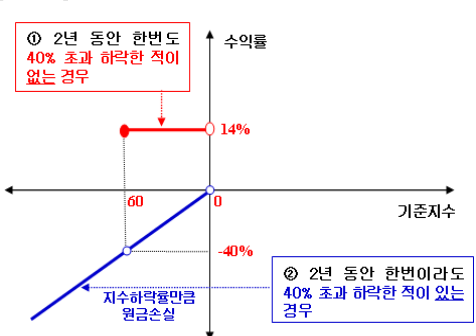 ① 2년 동안 한번도
40% 초과 하락한 적이
없는 경우
수익률
14%
60
0
기준지수
-40%
지수하락률만큼
원금손실
② 2년 동안 한번이라도
40% 초과 하락한 적이 있는
경우